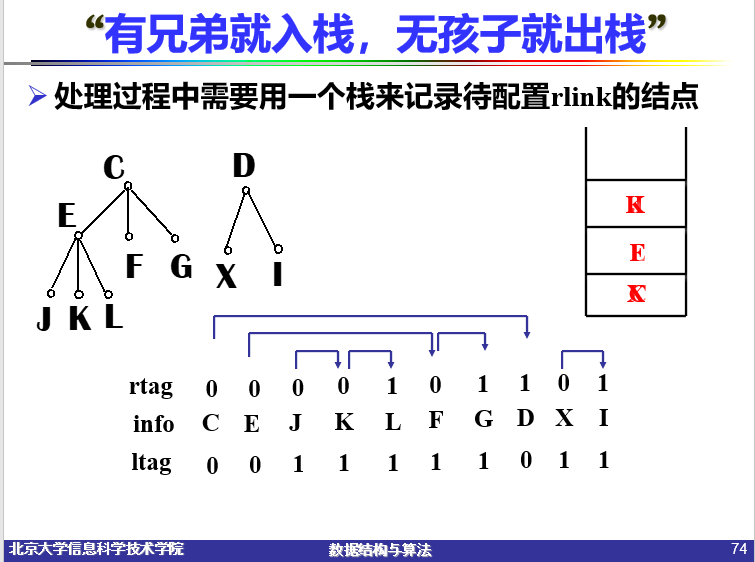 “有兄弟就入栈，无孩子就出栈”
处理过程中需要用一个栈来记录待配置rlink的结点
C
D
E
F
G
X
I
J
K
L
rtag 0 0 0 0 1 0 1 1 0 1
info C E J K L F G D X I
ltag 0 0 1 1 1 1 1 0 1 1
北京大学信息科学技术学院
数据结构与算法
74